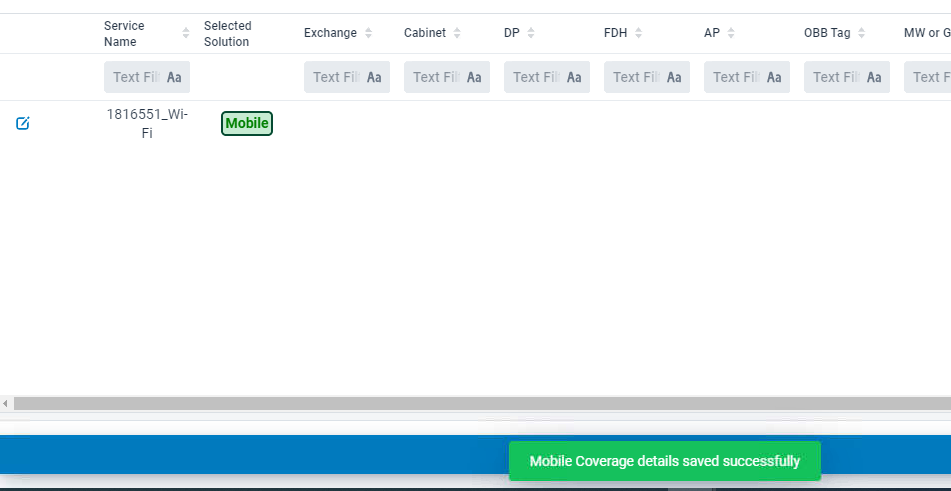 Service Name
Selected Solution
Exchange
Cabinet
DP
FDH
AP
OBB Tag
MW or G
Text Fil Aa
Text Fil Aa
Text Fil Aa
Text Fil Aa
Text Fil Aa
Text Fil Aa
Text Fil Aa
Text F
1816551_Wi-
Fi
Mobile
Mobile Coverage details saved successfully